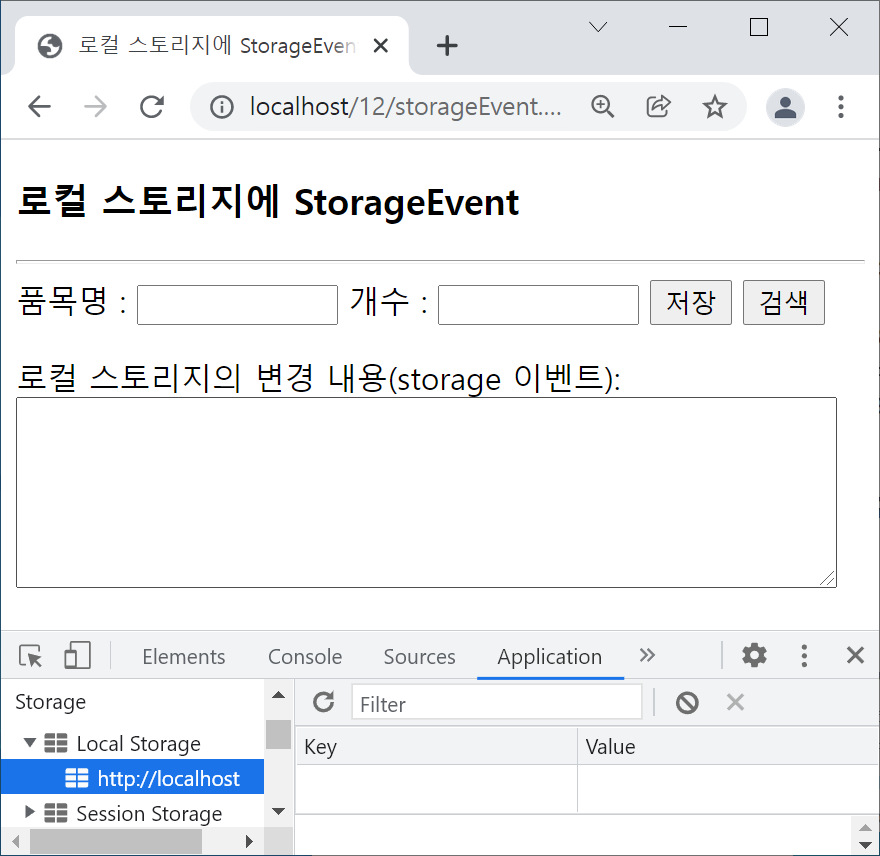 로컬 스토리지에 StorageEven
localhost/12/storageEvent....
로컬 스토리지에 StorageEvent
품목명 : 개수 : 저장 검색
로컬 스토리지의 변경 내용(storage 이벤트):
Elements Console Sources Application
Storage
Filter
Local Storage
Key Value
http://localhost
Session Storage